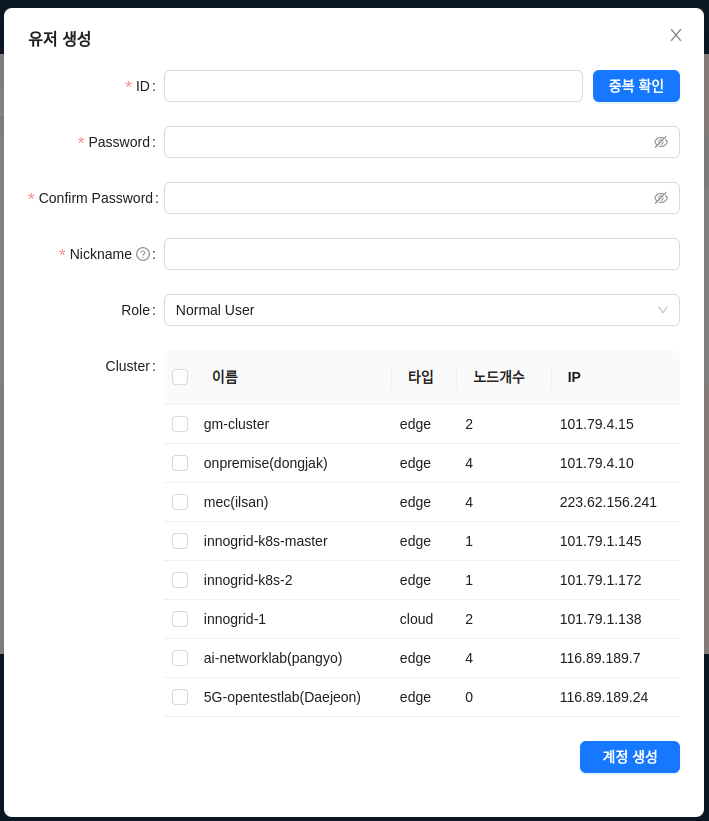 유저 생성
* ID :
중복 확인
* Password :
* Confirm Password :
* Nickname ? :
Role : Normal User
Cluster :
이름 타입 노드개수 IP
gm-cluster edge 2 101.79.4.15
onpremise(dongjak) edge 4 101.79.4.10
mec(ilsan) edge 4 223.62.156.241
innogrid-k8s-master edge 1 101.79.1.145
innogrid-k8s-2 edge 1 101.79.1.172
innogrid-1 cloud 2 101.79.1.138
ai-networklab(pangyo) edge 4 116.89.189.7
5G-opentestlab(Daejeon) edge 0 116.89.189.24
계정 생성